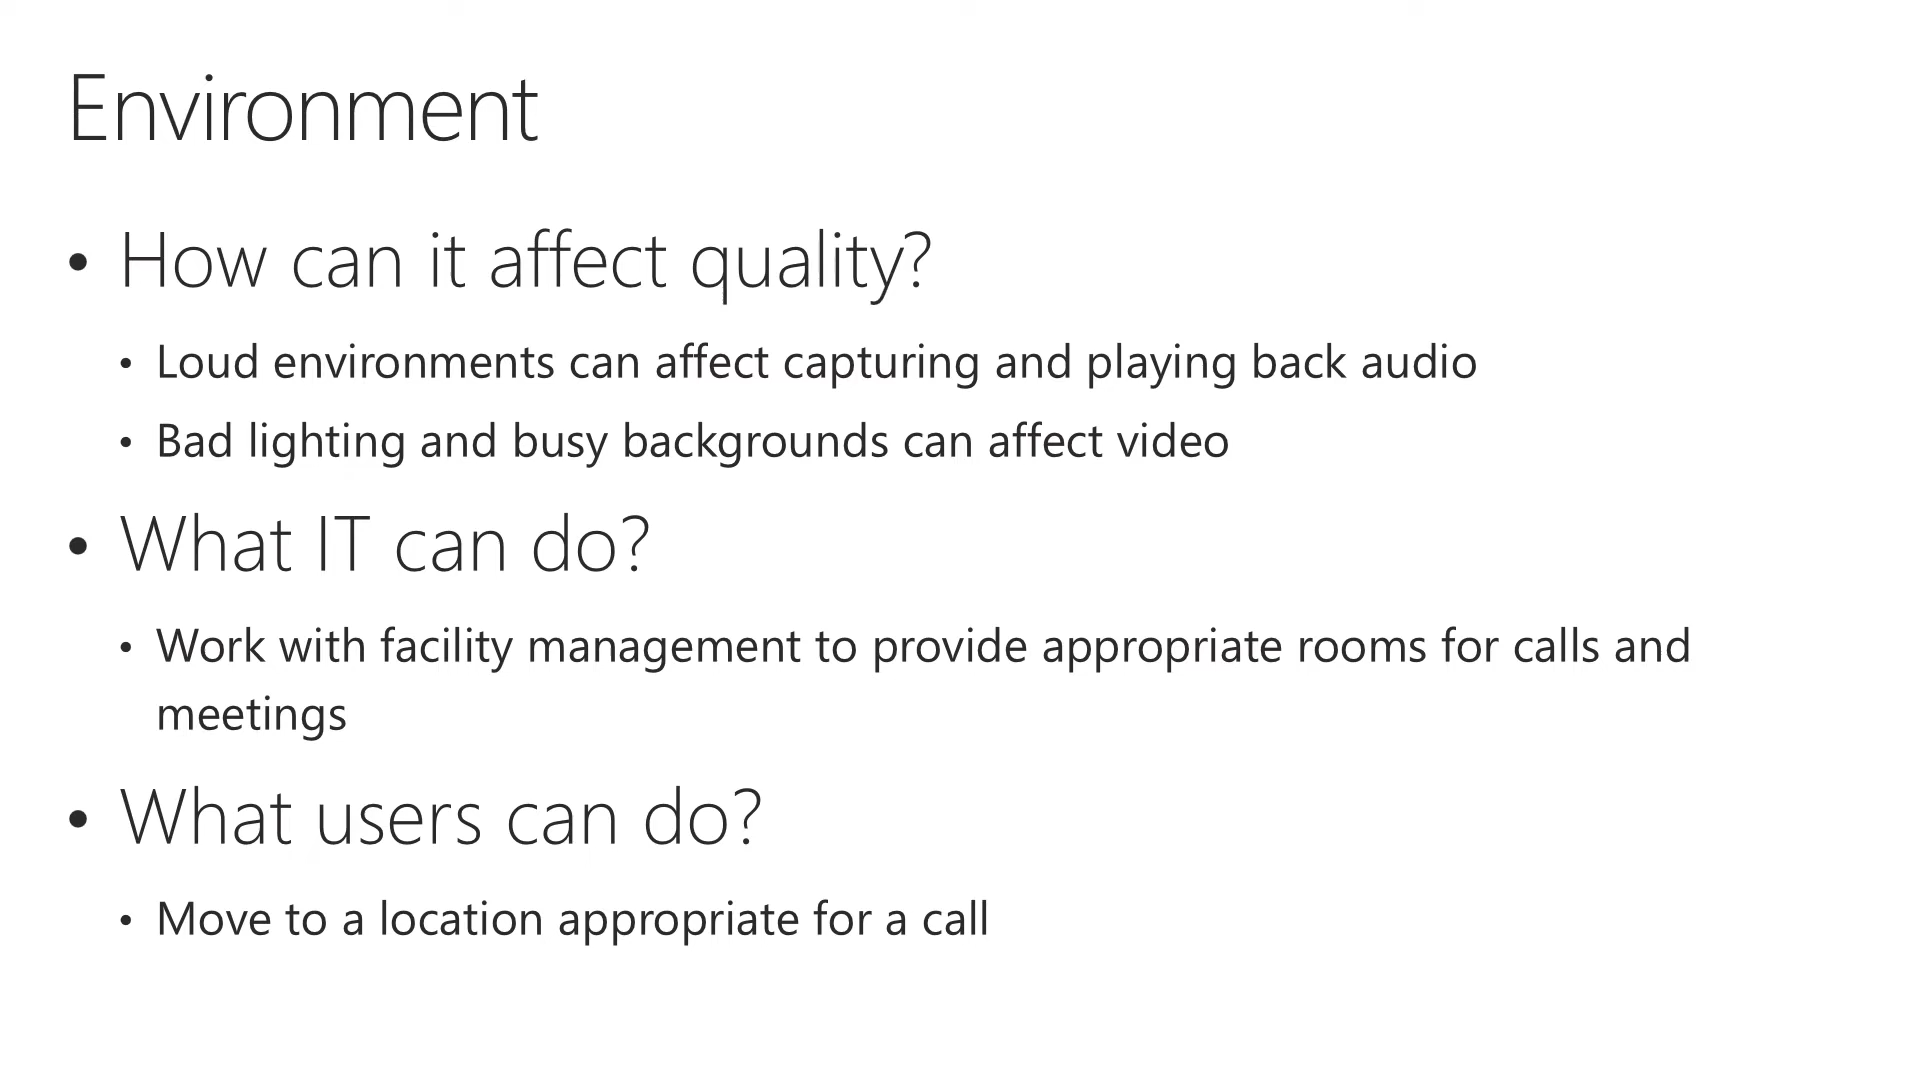 Environment
• How can it affect quality?
• Loud environments can affect capturing and playing back audio
• Bad lighting and busy backgrounds can affect video
• What IT can do?
• Work with facility management to provide appropriate rooms for calls and
meetings
• What users can do?
• Move to a location appropriate for a call